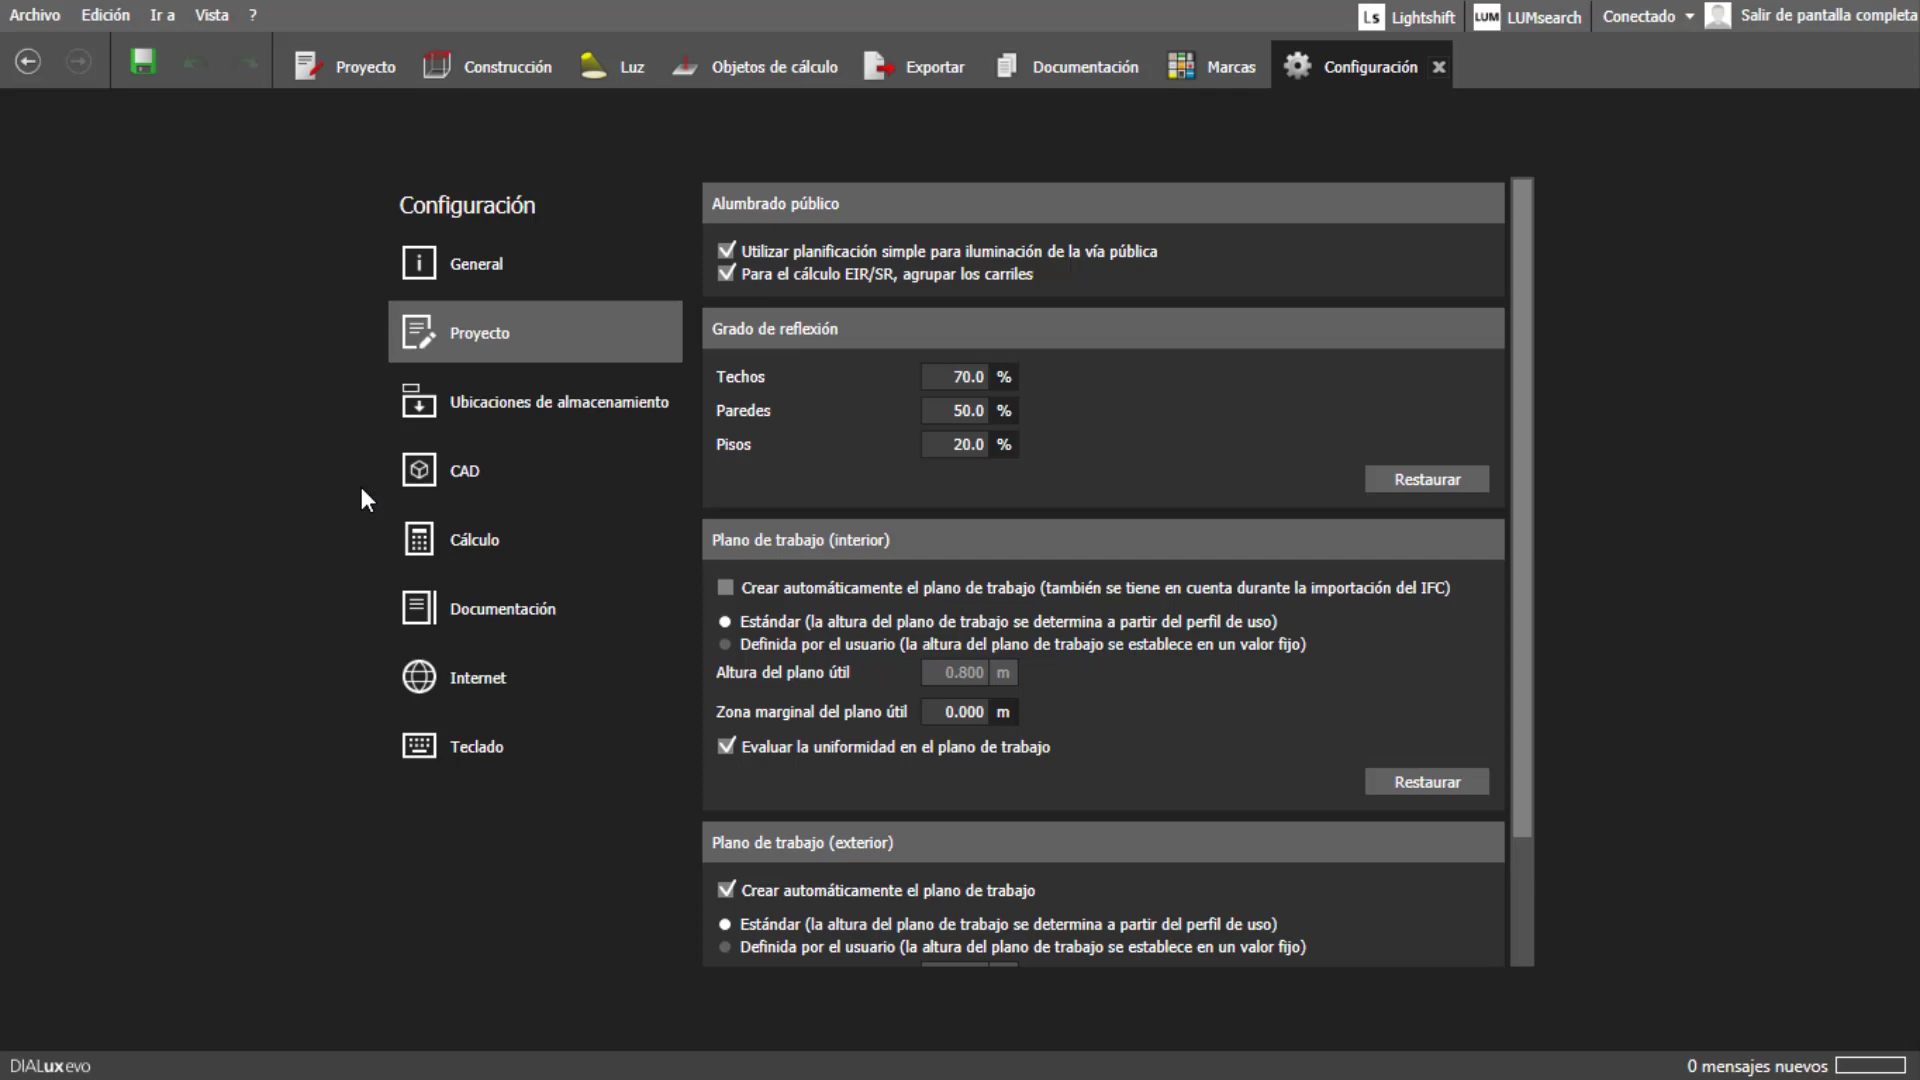 Archivo Edición Ir a Vista ? Ls Lightshift LUM LUMsearch Conectado Salir de pantalla completa
Proyecto Construcción Luz Objetos de cálculo Exportar Documentación Marcas Configuración
Configuración
General
Proyecto
Ubicaciones de almacenamiento
CAD
Cálculo
Documentación
Internet
Teclado
Alumbrado público
Utilizar planificación simple para iluminación de la vía pública
Para el cálculo EIR/SR, agrupar los carriles
Grado de reflexión
Techos 70.0 %
Paredes 50.0 %
Pisos 20.0 %
Restaurar
Plano de trabajo (interior)
Crear automáticamente el plano de trabajo (también se tiene en cuenta durante la importación del IFC)
Estándar (la altura del plano de trabajo se determina a partir del perfil de uso)
Definida por el usuario (la altura del plano de trabajo se establece en un valor fijo)
Altura del plano útil 0.800 m
Zona marginal del plano útil 0.000 m
Evaluar la uniformidad en el plano de trabajo
Restaurar
Plano de trabajo (exterior)
Crear automáticamente el plano de trabajo
Estándar (la altura del plano de trabajo se determina a partir del perfil de uso)
Definida por el usuario (la altura del plano de trabajo se establece en un valor fijo)
DIALux evo 0 mensajes nuevos